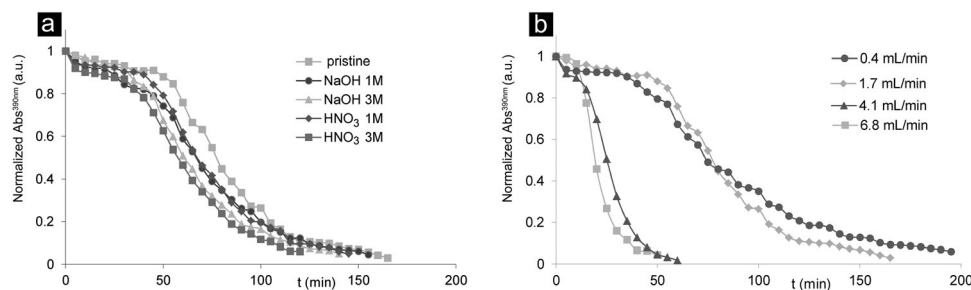 a
Normalized Abs³⁹⁰ⁿᵐ (a.u.)
1
0.8
0.6
0.4
0.2
0
0
50
100
150
200
t (min)
pristine
NaOH 1M
NaOH 3M
HNO₃ 1M
HNO₃ 3M
b
Normalized Abs³⁹⁰ⁿᵐ (a.u.)
1
0.8
0.6
0.4
0.2
0
0
50
100
150
200
t (min)
0.4 mL/min
1.7 mL/min
4.1 mL/min
6.8 mL/min